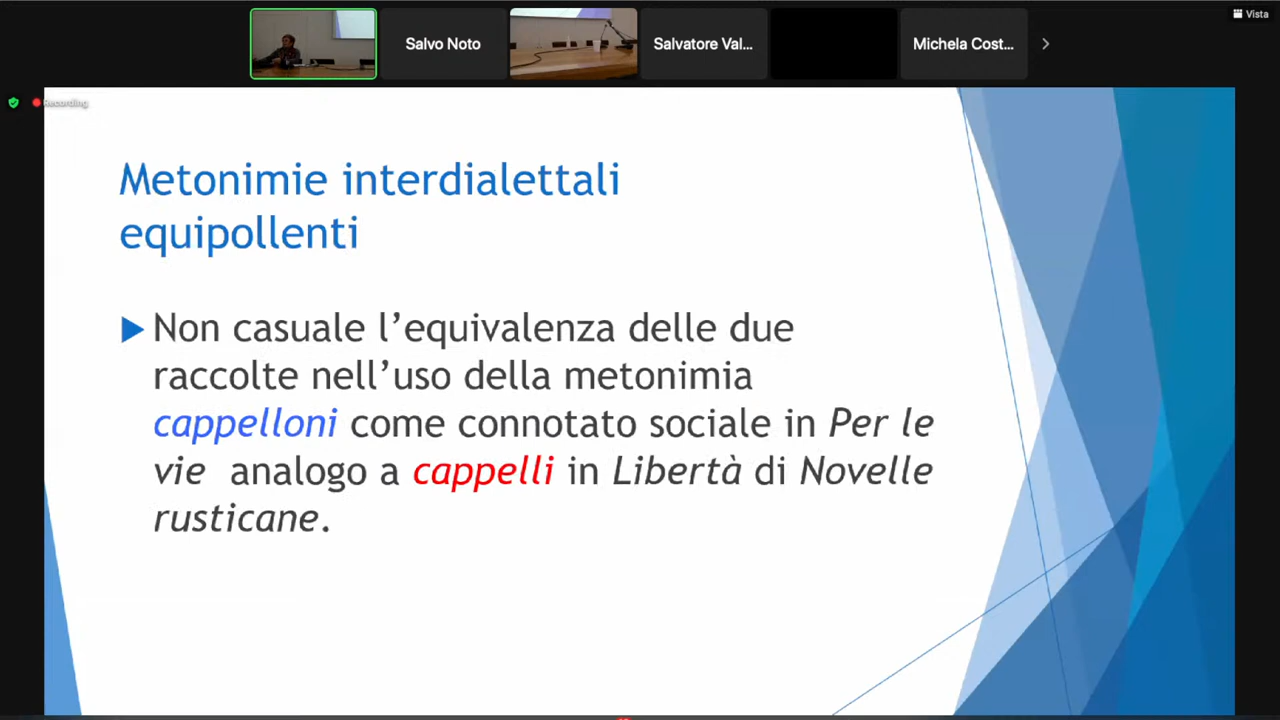 Vista
Salvo Noto
Salvatore Val...
Michela Cost...
Recording
Metonimie interdialettali
equipollenti
Non casuale l’equivalenza delle due
raccolte nell’uso della metonimia
cappelloni come connotato sociale in Per le
vie analogo a cappelli in Libertà di Novelle
rusticane.